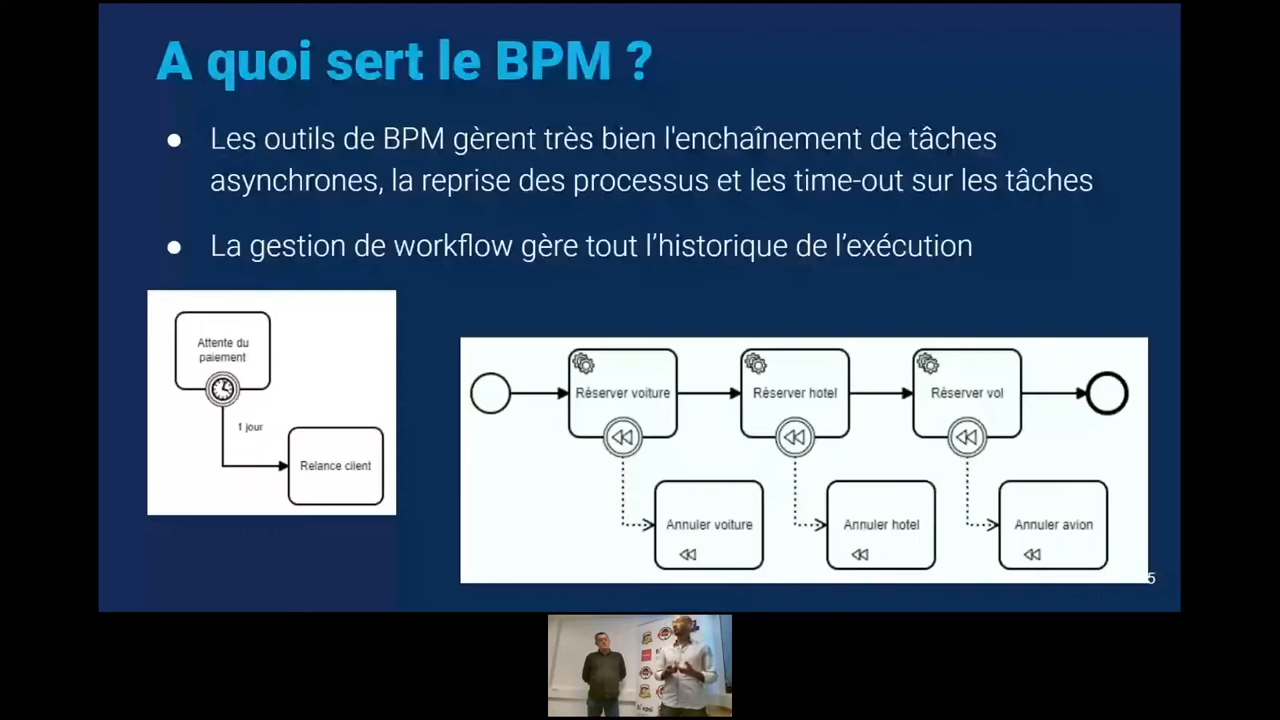 A quoi sert le BPM ?
● Les outils de BPM gèrent très bien l'enchaînement de tâches
asynchrones, la reprise des processus et les time-out sur les tâches
● La gestion de workflow gère tout l’historique de l’exécution
Attente du
paiement
1 jour
Relance client
Réserver voiture
Réserver hotel
Réserver vol
Annuler voiture
Annuler hotel
Annuler avion
5
epsi